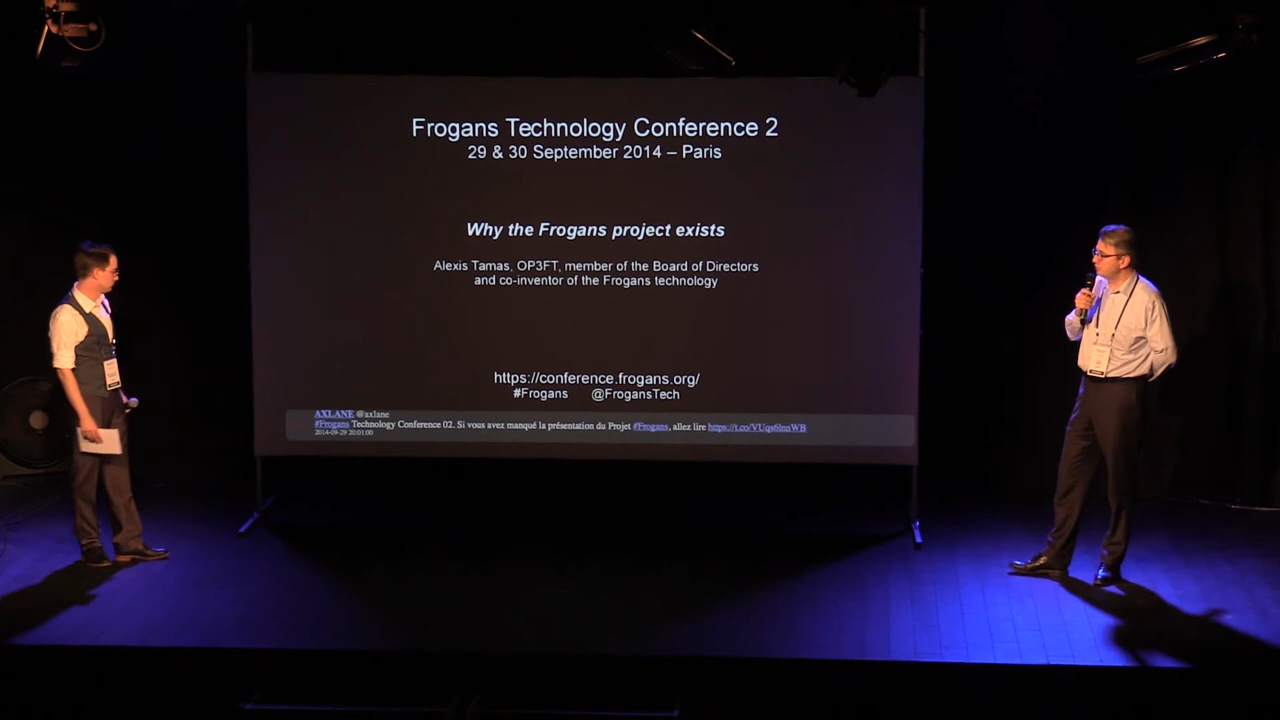 Frogans Technology Conference 2
29 & 30 September 2014 – Paris
Why the Frogans project exists
Alexis Tamas, OP3FT, member of the Board of Directors
and co-inventor of the Frogans technology
https://conference.frogans.org/
#Frogans @FrogansTech
AXLANE @axlane
#Frogans Technology Conference 02. Si vous avez manqué la présentation du Projet #Frogans, allez lire https://t.co/VUqs6lnnWB
2014-09-29 20:01:00